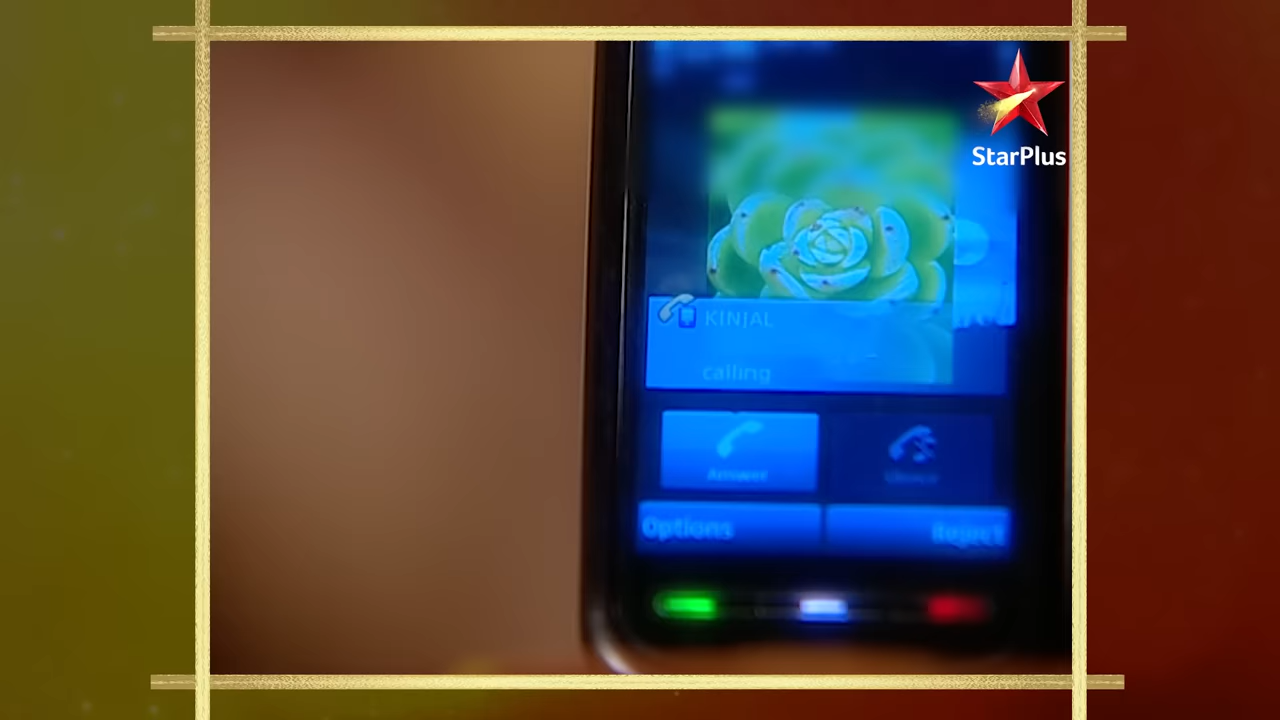 StarPlus
KINJAL
calling
Answer
Options
Reject